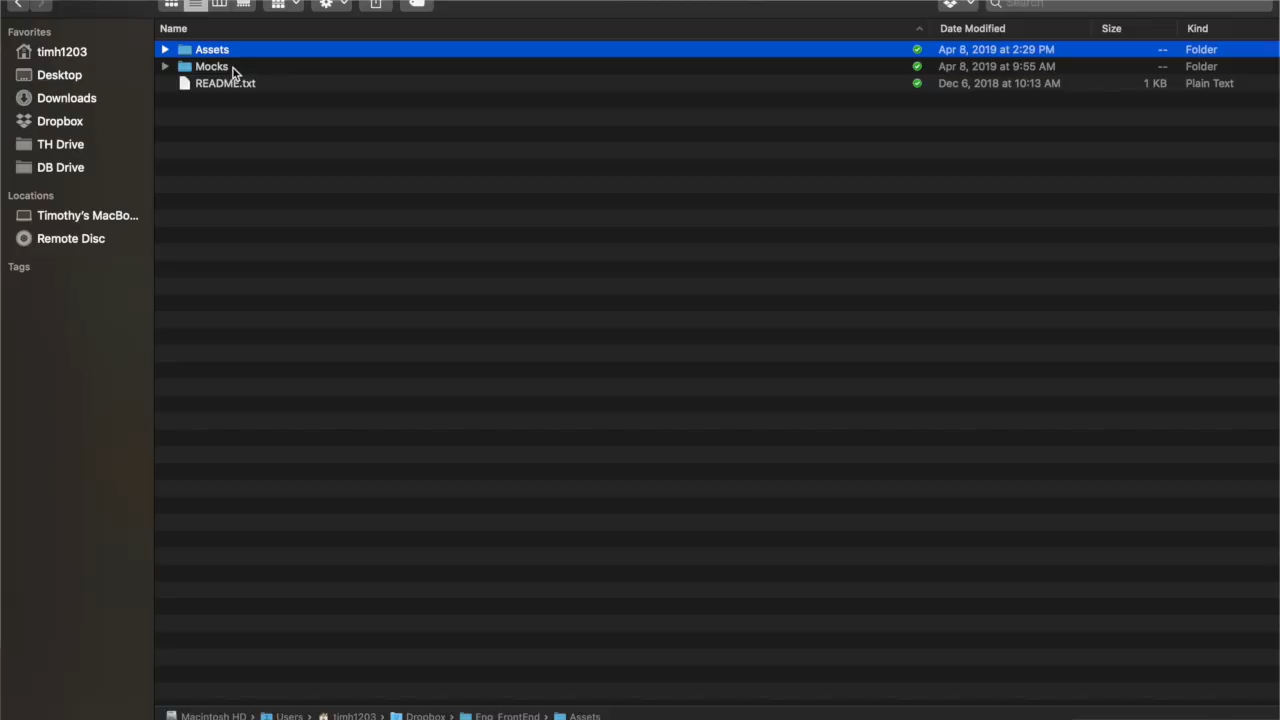 Search
Favorites
timh1203
Desktop
Downloads
Dropbox
TH Drive
DB Drive
Locations
Timothy's MacBo...
Remote Disc
Tags
Name Date Modified Size Kind
Assets Apr 8, 2019 at 2:29 PM -- Folder
Mocks Apr 8, 2019 at 9:55 AM -- Folder
README.txt Dec 6, 2018 at 10:13 AM 1 KB Plain Text
Macintosh HD Users timh1203 Dropbox Eng_FrontEnd Assets